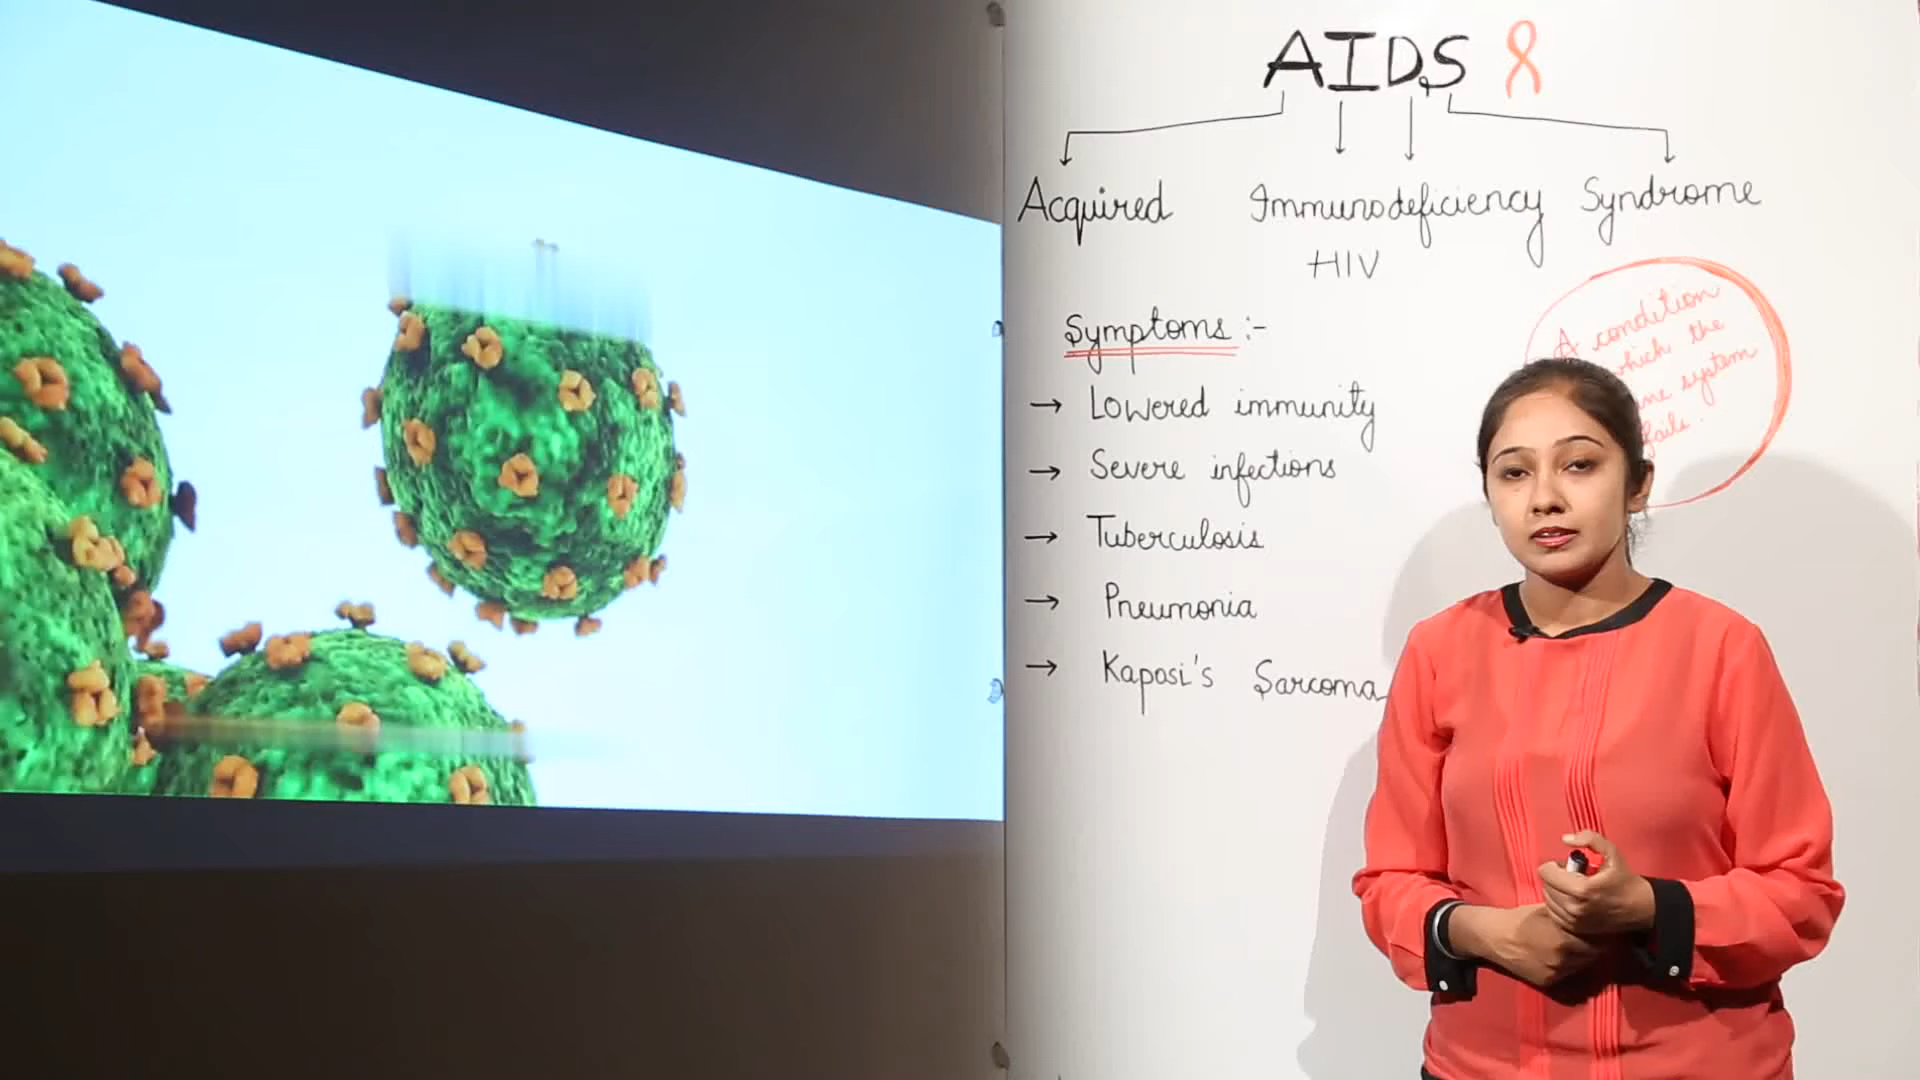 AIDS
Acquired Immunodeficiency Syndrome
HIV
Symptoms :-
→ Lowered immunity
→ Severe infections
→ Tuberculosis
→ Pneumonia
→ Kaposi's Sarcoma
A condition
which the
system
fails.